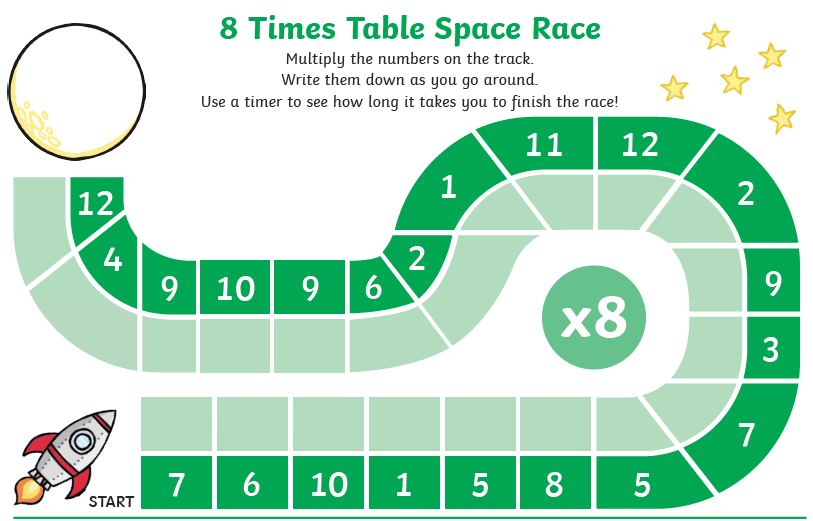 8 Times Table Space Race
Multiply the numbers on the track.
Write them down as you go around.
Use a timer to see how long it takes you to finish the race!
11 12
1 2
12
4 2
9 10 9 6 9
x8
3
7
START 7 6 10 1 5 8 5